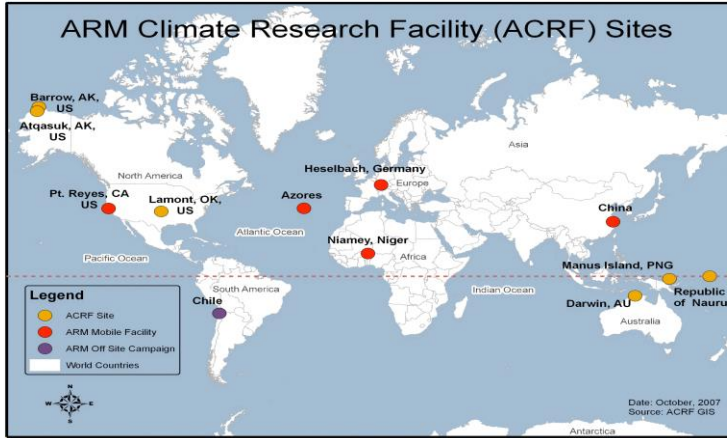 ARM Climate Research Facility (ACRF) Sites
Barrow, AK,
US
Atqasuk, AK,
US
Asia
North America
Heselbach, Germany
Europe
Pt. Reyes, CA
US
Lamont, OK,
US
Azores
China
Atlantic Ocean
Niamey, Niger
Africa
Pacific Ocean
Manus Island, PNG
Legend
South America
Indian Ocean
Republic
of Nauru
Chile
Darwin, AU
ACRF Site
Australia
ARM Mobile Facility
ARM Off Site Campaign
World Countries
N
W
E
S
Date: October, 2007
Source: ACRF GIS
Antarctica